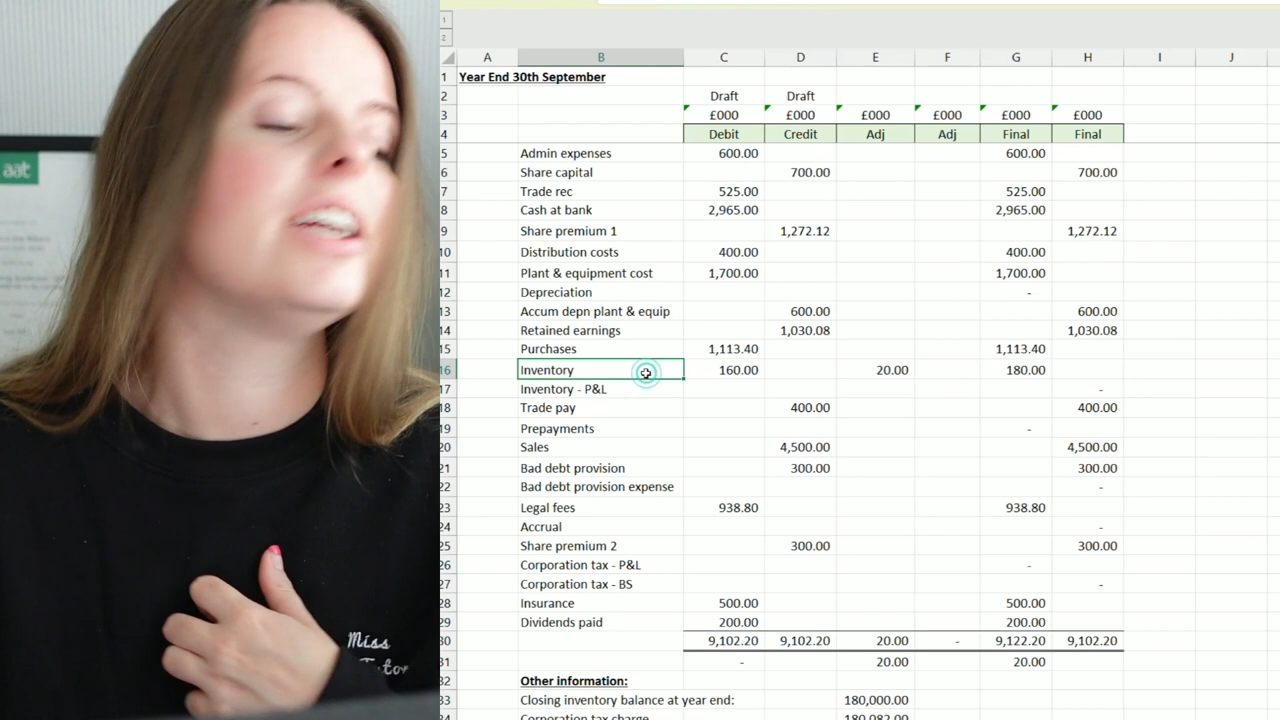 aat
Miss
Tutor
1
2
A B C D E F G H I J
1 Year End 30th September
2 Draft Draft
3 £000 £000 £000 £000 £000 £000
4 Debit Credit Adj Adj Final Final
5 Admin expenses 600.00 600.00
6 Share capital 700.00 700.00
7 Trade rec 525.00 525.00
8 Cash at bank 2,965.00 2,965.00
9 Share premium 1 1,272.12 1,272.12
10 Distribution costs 400.00 400.00
11 Plant & equipment cost 1,700.00 1,700.00
12 Depreciation -
13 Accum depn plant & equip 600.00 600.00
14 Retained earnings 1,030.08 1,030.08
15 Purchases 1,113.40 1,113.40
16 Inventory 160.00 20.00 180.00
17 Inventory - P&L -
18 Trade pay 400.00 400.00
19 Prepayments -
20 Sales 4,500.00 4,500.00
21 Bad debt provision 300.00 300.00
22 Bad debt provision expense -
23 Legal fees 938.80 938.80
24 Accrual -
25 Share premium 2 300.00 300.00
26 Corporation tax - P&L -
27 Corporation tax - BS -
28 Insurance 500.00 500.00
29 Dividends paid 200.00 200.00
30 9,102.20 9,102.20 20.00 - 9,122.20 9,102.20
31 - 20.00 20.00
32 Other information:
33 Closing inventory balance at year end: 180,000.00
34 Corporation tax charge 180,082.00